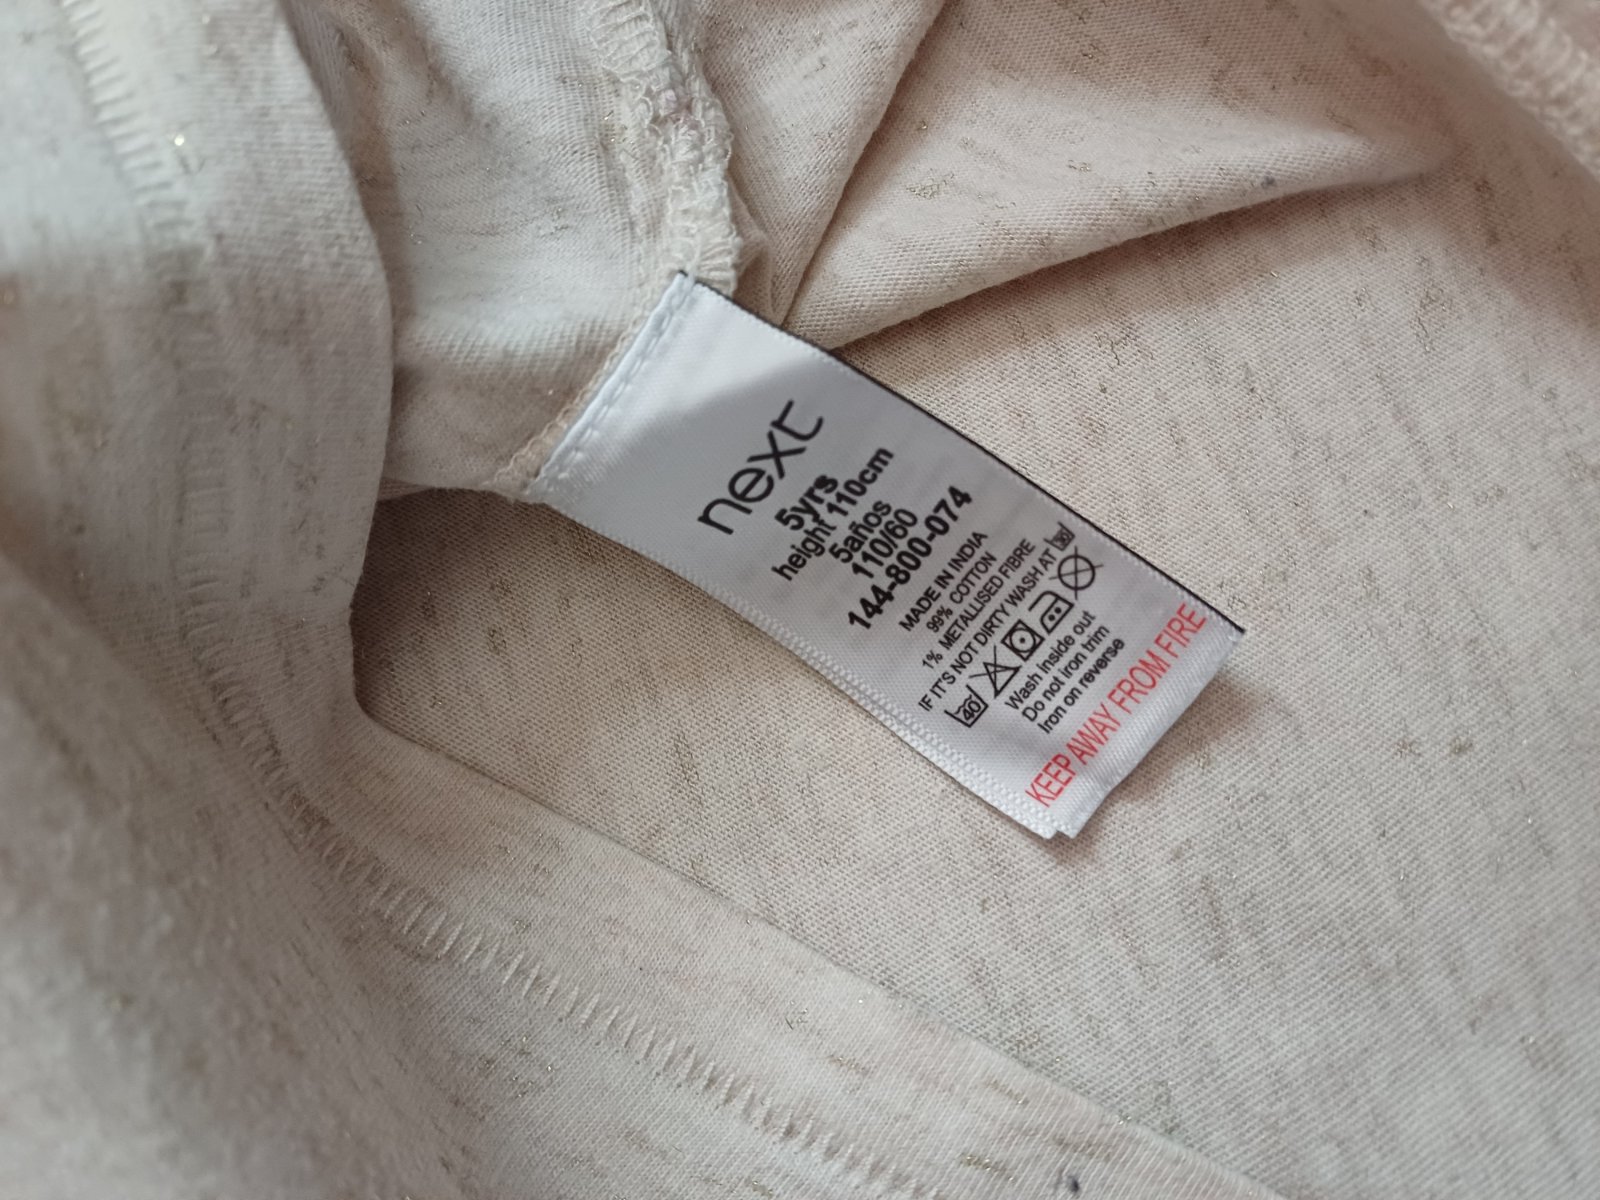 next
5yrs
height 110cm
5años
110/60
144-800-074
MADE IN INDIA
99% COTTON
1% METALLISED FIBRE
IF IT'S NOT DIRTY WASH AT 30
40
Wash inside out
Do not iron trim
Iron on reverse
KEEP AWAY FROM FIRE